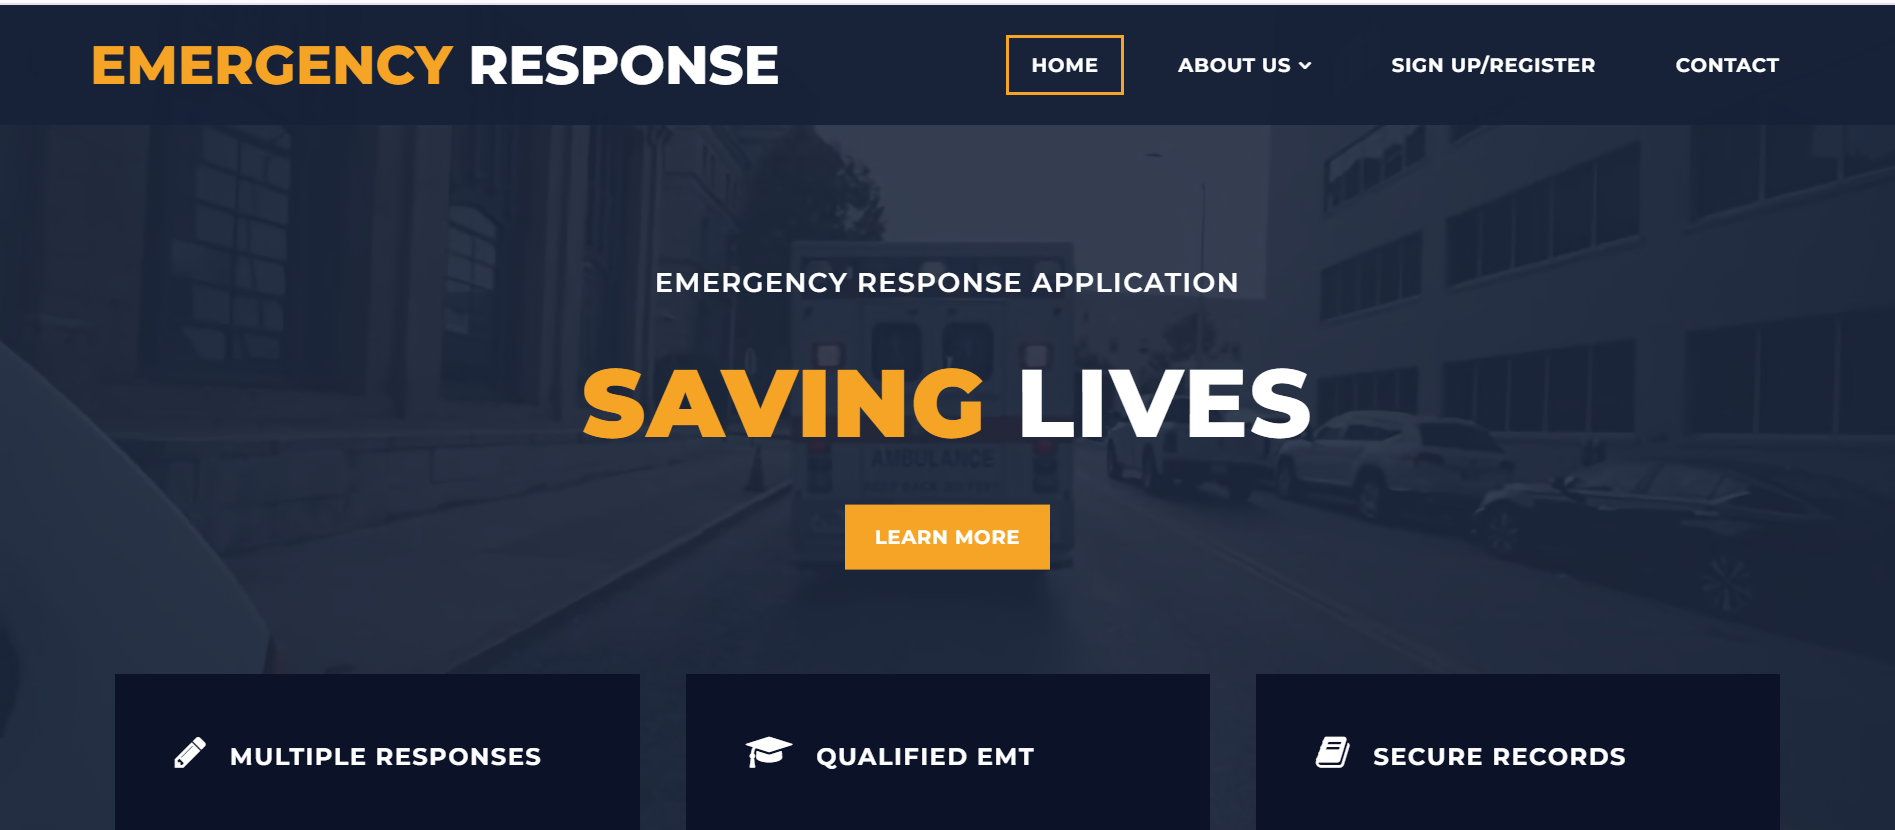 EMERGENCY RESPONSE
HOME
ABOUT US
SIGN UP/REGISTER
CONTACT
EMERGENCY RESPONSE APPLICATION
SAVING LIVES
AMBULANCE
LEARN MORE
MULTIPLE RESPONSES
QUALIFIED EMT
SECURE RECORDS